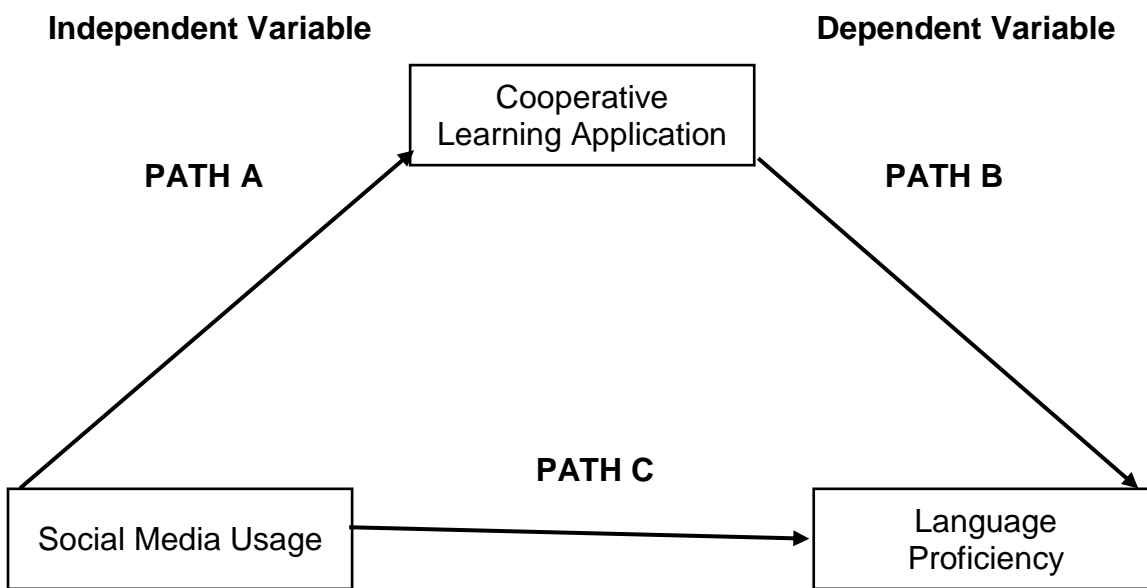 Independent Variable
Dependent Variable
Cooperative
Learning Application
PATH A
PATH B
PATH C
Social Media Usage
Language
Proficiency